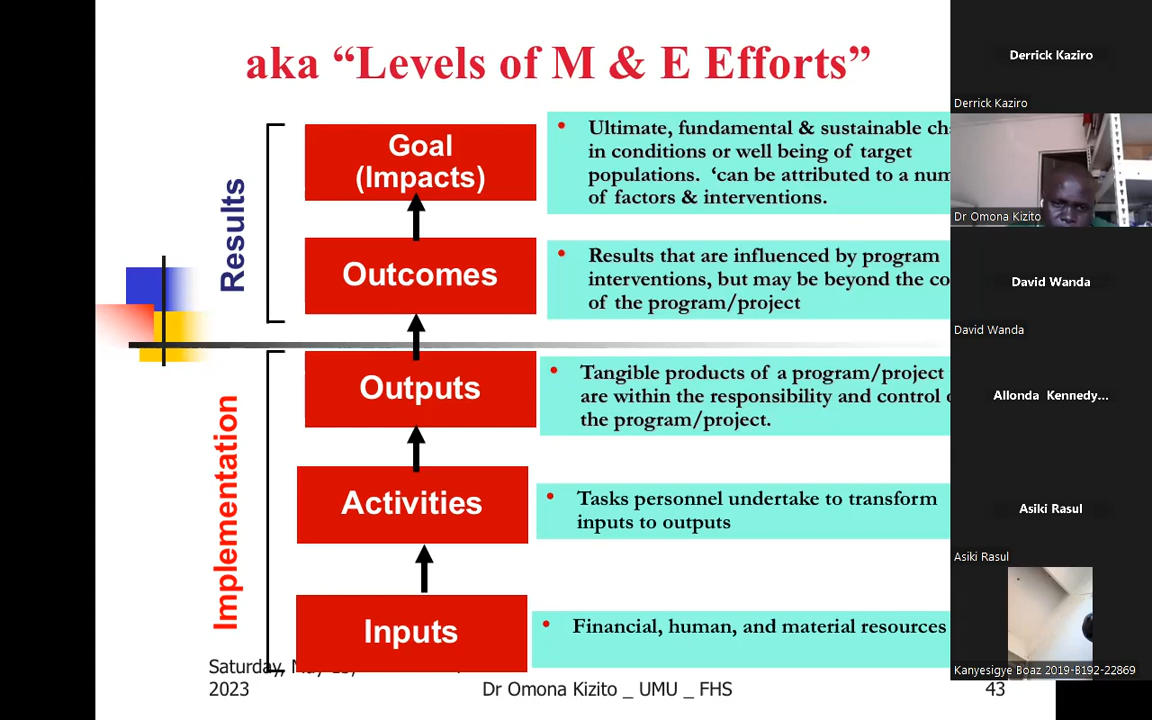 aka “Levels of M & E Efforts”
Results
Goal
(Impacts)
Ultimate, fundamental & sustainable
in conditions or well being of target
populations. ‘can be attributed to a
of factors & interventions.
Outcomes
Results that are influenced by program
interventions, but may be beyond the
of the program/project
Implementation
Outputs
Tangible products of a program/project
are within the responsibility and control
the program/project.
Activities
Tasks personnel undertake to transform
inputs to outputs
Inputs
Financial, human, and material resources
Saturday,
2023
Dr Omona Kizito _ UMU _ FHS
43
Derrick Kaziro
Derrick Kaziro
Dr Omona Kizito
David Wanda
David Wanda
Allonda Kennedy...
Asiki Rasul
Asiki Rasul
Kanyesigye Boaz 2019-B192-22869